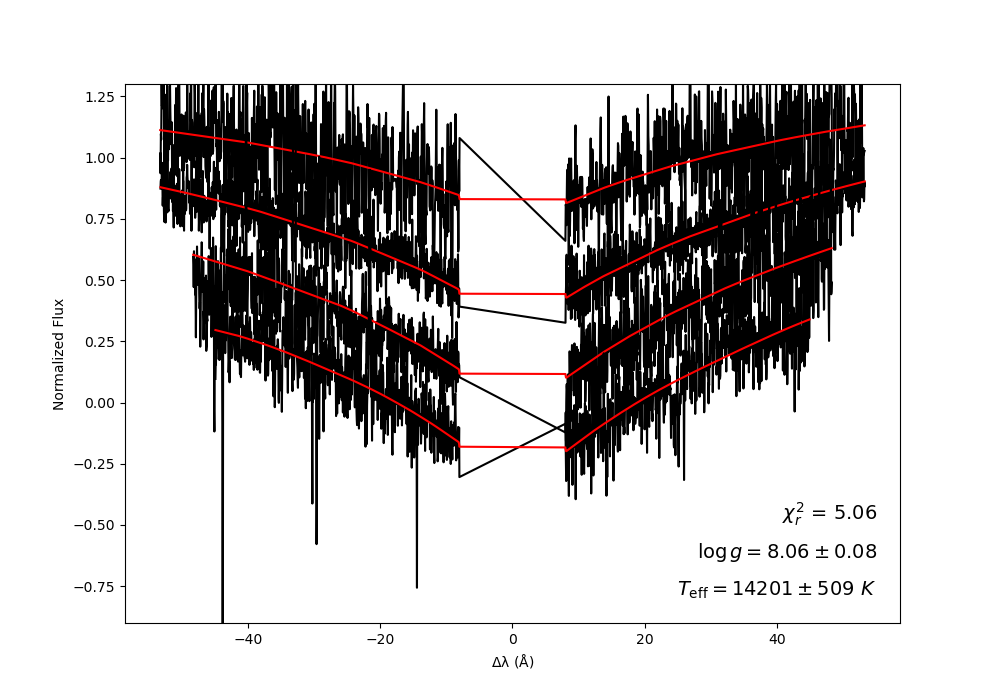 1.25
1.00
0.75
0.50
0.25
0.00
−0.25
−0.50
−0.75
Normalized Flux
χ²ᵣ = 5.06
log g = 8.06 ± 0.08
T_eff = 14201 ± 509 K
−40 −20 0 20 40
Δλ (Å)